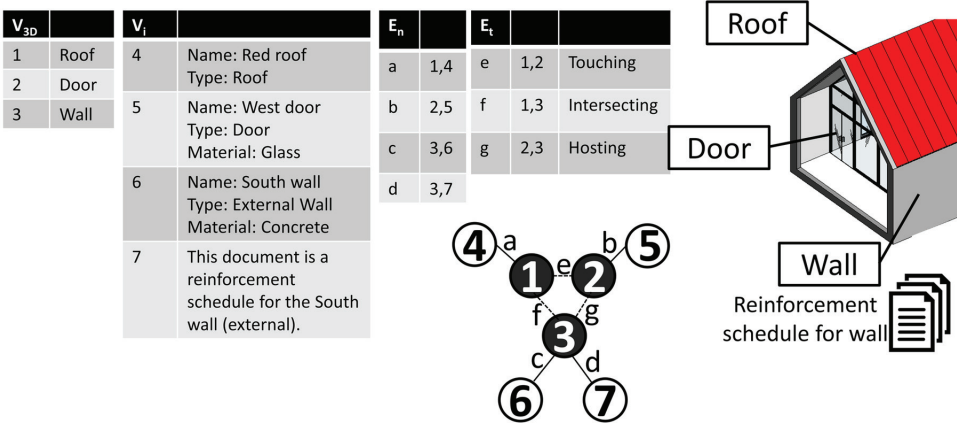 V3D
1 Roof
2 Door
3 Wall
Vi
4 Name: Red roof
Type: Roof
5 Name: West door
Type: Door
Material: Glass
6 Name: South wall
Type: External Wall
Material: Concrete
7 This document is a
reinforcement
schedule for the South
wall (external).
En
a 1,4
b 2,5
c 3,6
d 3,7
Et
e 1,2 Touching
f 1,3 Intersecting
g 2,3 Hosting
4 a b 5
1 e 2
f g
3
c d
6 7
Roof
Door
Wall
Reinforcement
schedule for wall